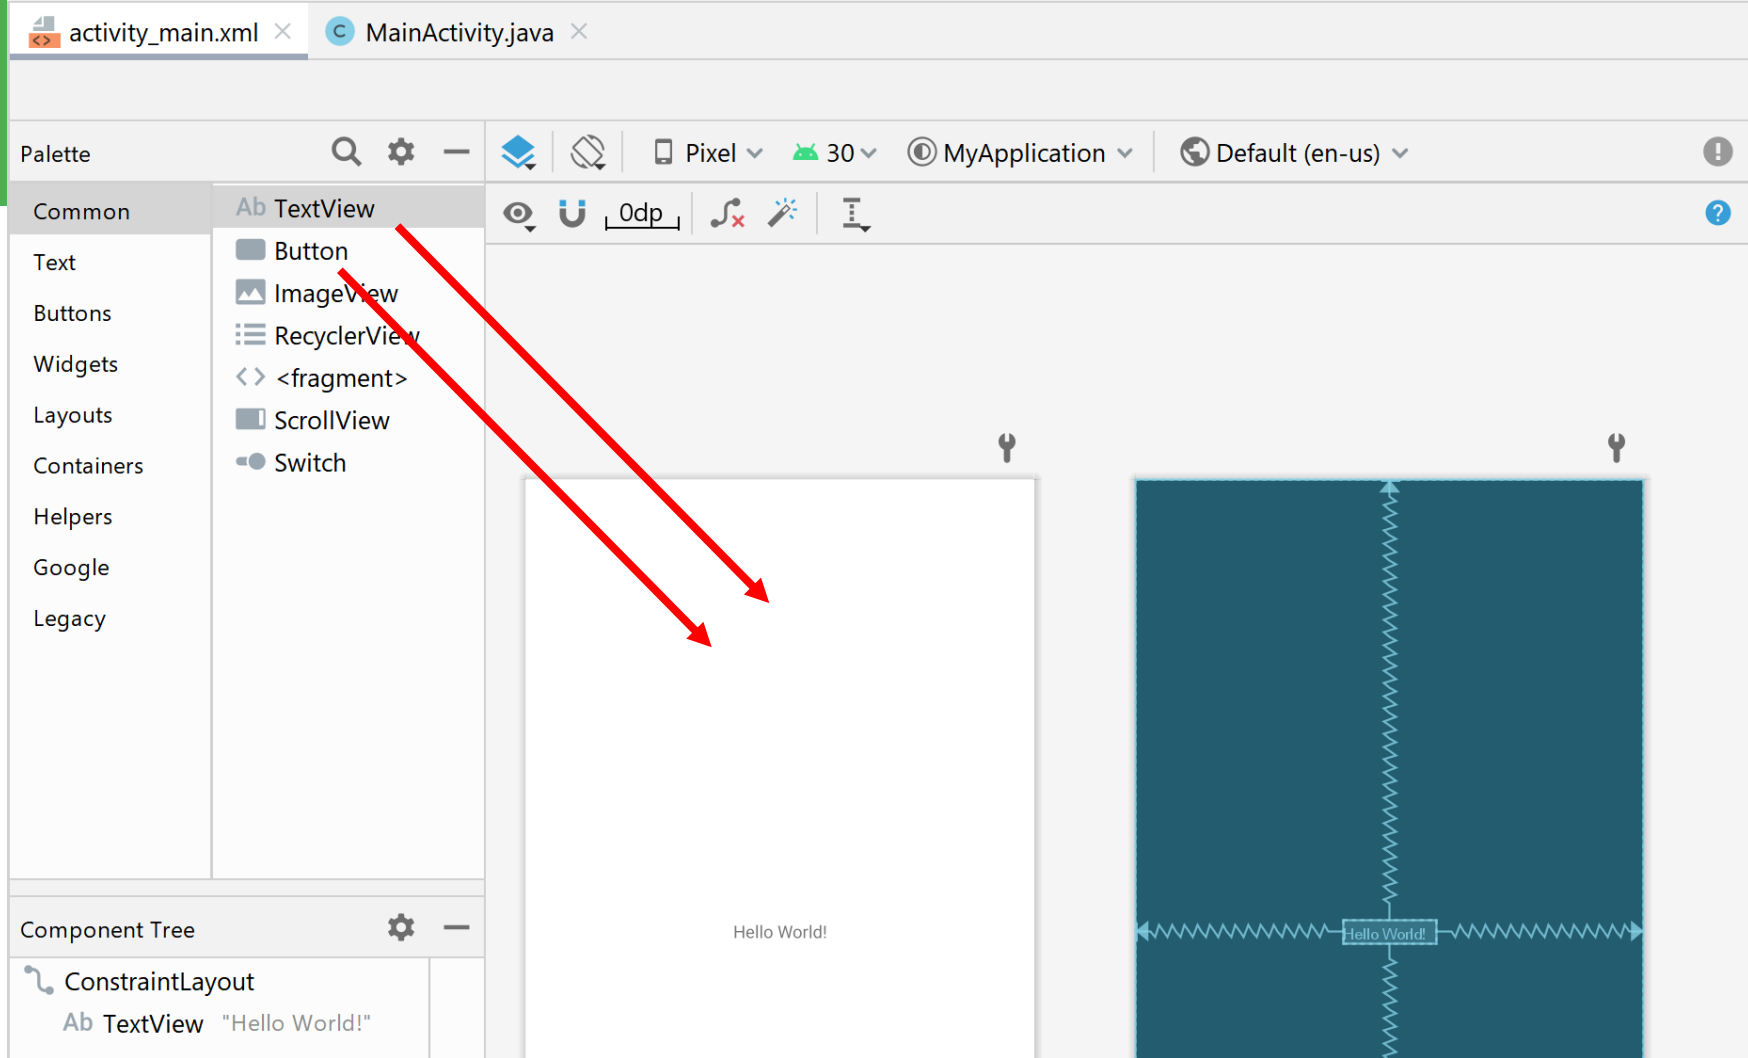 activity_main.xml
C MainActivity.java
Palette
Pixel
30
MyApplication
Default (en-us)
0dp
Common
Text
Buttons
Widgets
Layouts
Containers
Helpers
Google
Legacy
Ab TextView
Button
ImageView
RecyclerView
<> <fragment>
ScrollView
Switch
Hello World!
Hello World!
Component Tree
ConstraintLayout
Ab TextView "Hello World!"